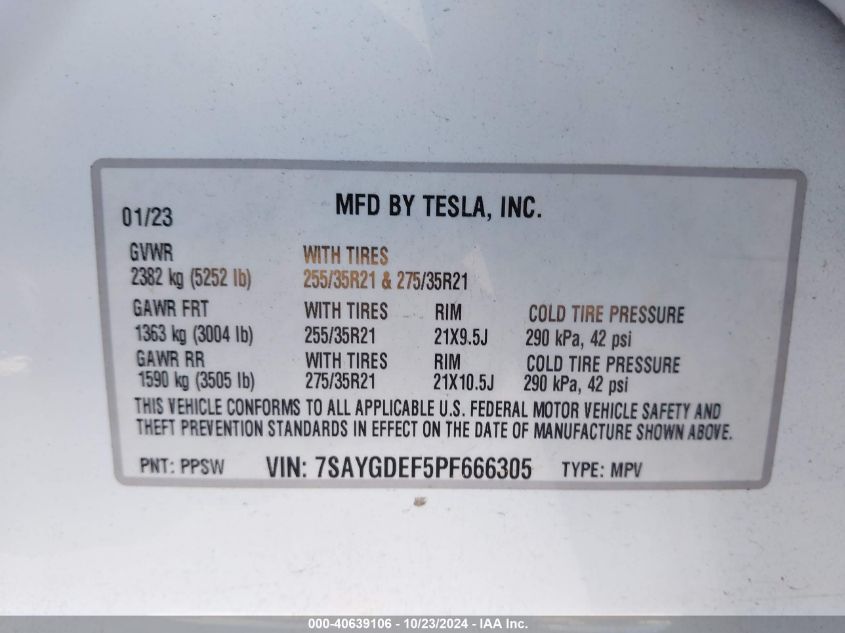 01/23
MFD BY TESLA, INC.
GVWR WITH TIRES
2382 kg (5252 lb) 255/35R21 & 275/35R21
GAWR FRT WITH TIRES RIM COLD TIRE PRESSURE
1363 kg (3004 lb) 255/35R21 21X9.5J 290 kPa, 42 psi
GAWR RR WITH TIRES RIM COLD TIRE PRESSURE
1590 kg (3505 lb) 275/35R21 21X10.5J 290 kPa, 42 psi
THIS VEHICLE CONFORMS TO ALL APPLICABLE U.S. FEDERAL MOTOR VEHICLE SAFETY AND
THEFT PREVENTION STANDARDS IN EFFECT ON THE DATE OF MANUFACTURE SHOWN ABOVE.
PNT: PPSW VIN: 7SAYGDEF5PF666305 TYPE: MPV
000-40639106 - 10/23/2024 - IAA Inc.